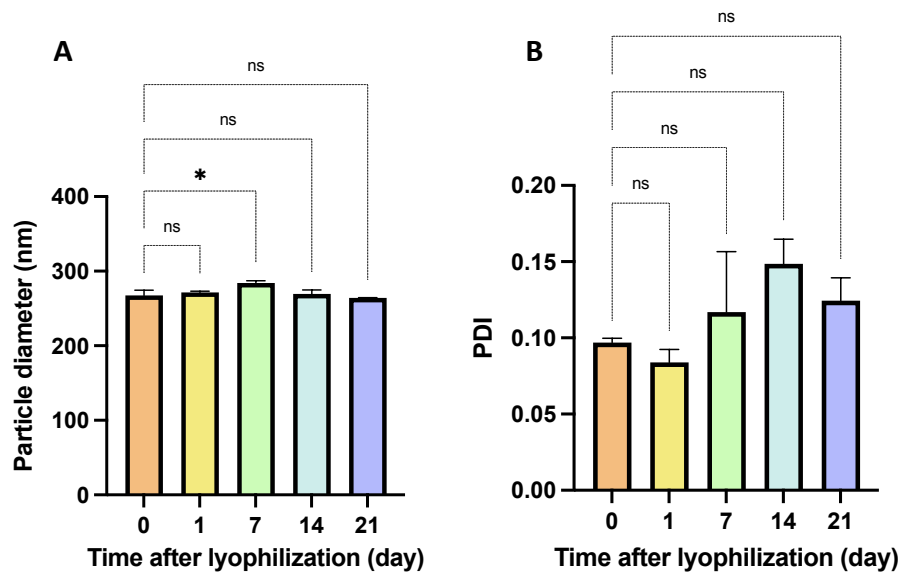 A
ns
ns
*
ns
400
300
200
100
0
Particle diameter (nm)
0 1 7 14 21
Time after lyophilization (day)
B
ns
ns
ns
ns
0.20
0.15
0.10
0.05
0.00
PDI
0 1 7 14 21
Time after lyophilization (day)